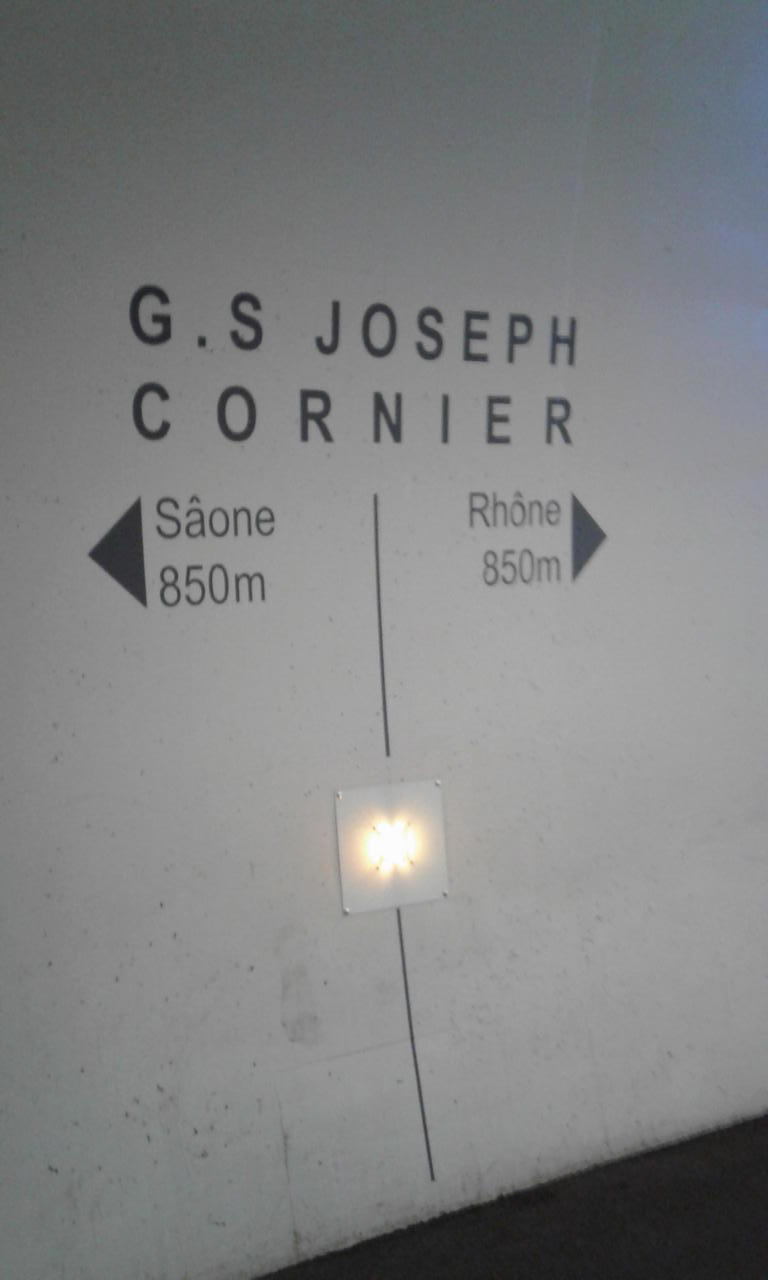 G.S JOSEPH
CORNIER
Sâone
850m
Rhône
850m